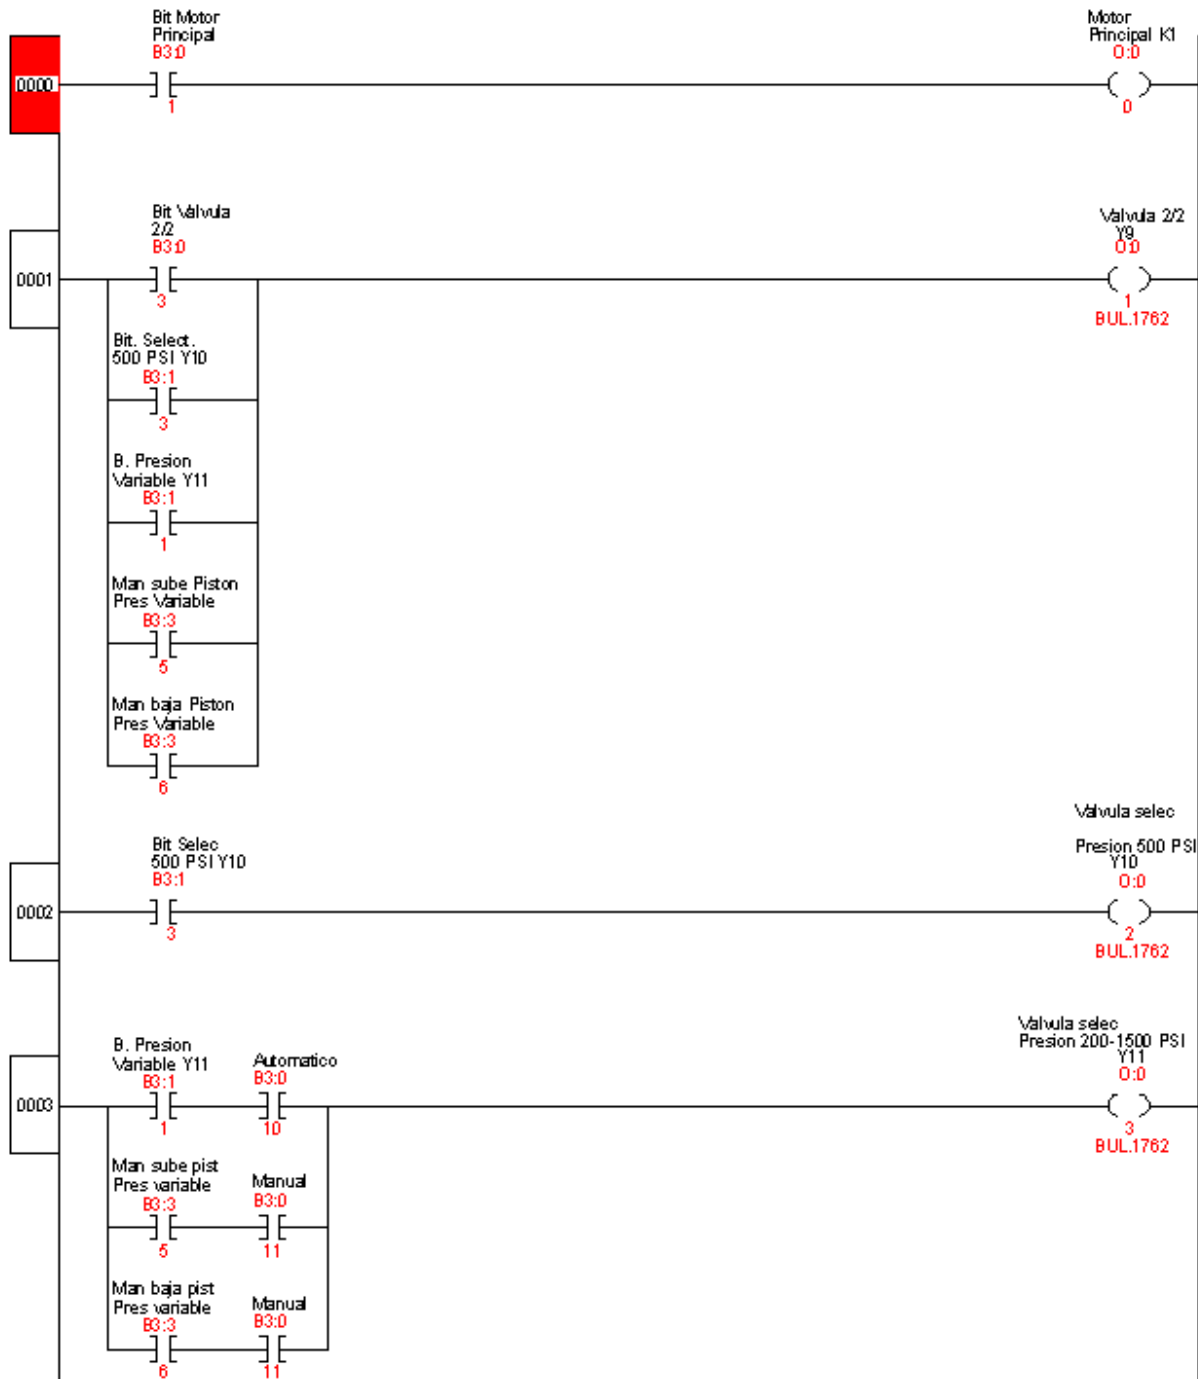 Bit Motor
Principal
B3:0
1
Motor
Principal K1
O:0
0
0000
Bit Valvula
2/2
B3:0
3
Valvula 2/2
Y9
O:0
1
BUL.1762
0001
Bit. Select.
500 PSI Y10
B3:1
3
B. Presion
Variable Y11
B3:1
1
Man sube Piston
Pres Variable
B3:3
5
Man baja Piston
Pres Variable
B3:3
6
Bit Selec
500 PSI Y10
B3:1
3
Valvula selec
Presion 500 PSI
Y10
O:0
2
BUL.1762
0002
B. Presion
Variable Y11
B3:1
1
Automatico
B3:0
10
Valvula selec
Presion 200-1500 PSI
Y11
O:0
3
BUL.1762
0003
Man sube pist
Pres variable
B3:3
5
Manual
B3:0
11
Man baja pist
Pres variable
B3:3
6
Manual
B3:0
11